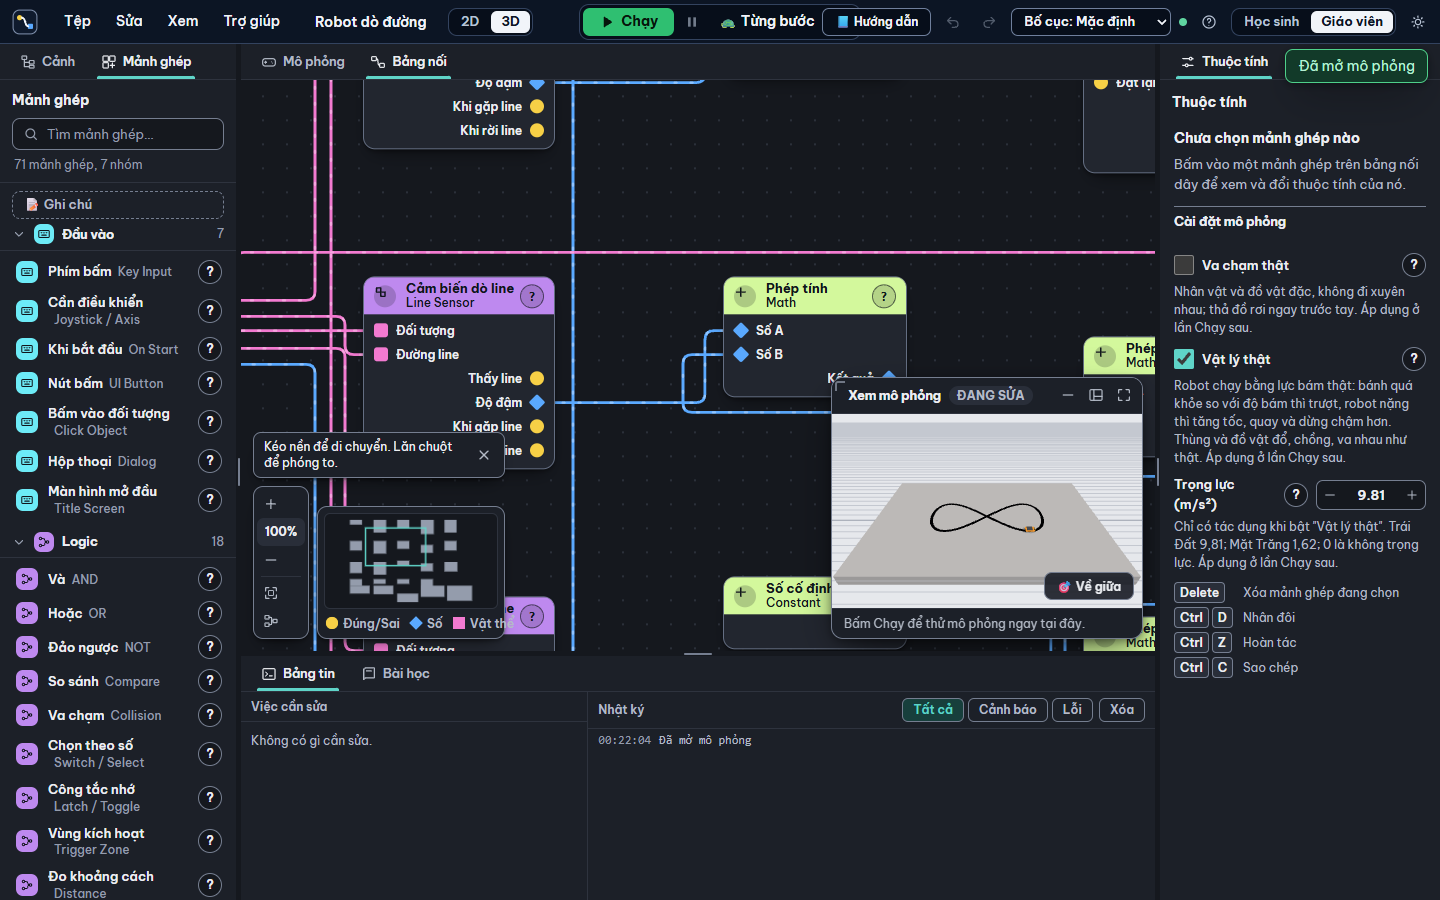 Tệp Sửa Xem Trợ giúp Robot dò đường 2D 3D Chạy Từng bước Hướng dẫn Bố cục: Mặc định Học sinh Giáo viên
Cảnh Mảnh ghép
Mảnh ghép
Tìm mảnh ghép...
71 mảnh ghép, 7 nhóm
Ghi chú
Đầu vào 7
Phím bấm Key Input ?
Cần điều khiển
Joystick / Axis ?
Khi bắt đầu On Start ?
Nút bấm UI Button ?
Bấm vào đối tượng
Click Object ?
Hộp thoại Dialog ?
Màn hình mở đầu
Title Screen ?
Logic 18
Và AND ?
Hoặc OR ?
Đảo ngược NOT ?
So sánh Compare ?
Va chạm Collision ?
Chọn theo số
Switch / Select ?
Công tắc nhớ
Latch / Toggle ?
Vùng kích hoạt
Trigger Zone ?
Đo khoảng cách
Distance ?
Mô phỏng Bảng nối
Độ đậm
Khi gặp line
Khi rời line
Cảm biến dò line
Line Sensor ?
Đối tượng
Đường line
Thấy line
Độ đậm
Khi gặp line
Phép tính
Math ?
Số A
Số B
Số cố định
Constant
Math
Math
Kéo nền để di chuyển. Lăn chuột
để phóng to.
100%
Đúng/Sai Số Vật thể
?
Đối tượng
Xem mô phỏng ĐANG SỬA
Về giữa
Bấm Chạy để thử mô phỏng ngay tại đây.
Bảng tin Bài học
Việc cần sửa
Không có gì cần sửa.
Nhật ký Tất cả Cảnh báo Lỗi Xóa
00:22:04 Đã mở mô phỏng
Thuộc tính
Đã mở mô phỏng
Thuộc tính
Chưa chọn mảnh ghép nào
Bấm vào một mảnh ghép trên bảng nối
dây để xem và đổi thuộc tính của nó.
Cài đặt mô phỏng
Va chạm thật ?
Nhân vật và đồ vật đặc, không đi xuyên
nhau; thả đồ rơi ngay trước tay. Áp dụng ở
lần Chạy sau.
Vật lý thật ?
Robot chạy bằng lực bám thật: bánh quá
khỏe so với độ bám thì trượt, robot nặng
thì tăng tốc, quay và dừng chậm hơn.
Thùng và đồ vật đổ, chồng, va nhau như
thật. Áp dụng ở lần Chạy sau.
Trọng lực
(m/s²) ? − 9.81 +
Chỉ có tác dụng khi bật "Vật lý thật". Trái
Đất 9,81; Mặt Trăng 1,62; 0 là không trọng
lực. Áp dụng ở lần Chạy sau.
Delete Xóa mảnh ghép đang chọn
Ctrl D Nhân đôi
Ctrl Z Hoàn tác
Ctrl C Sao chép